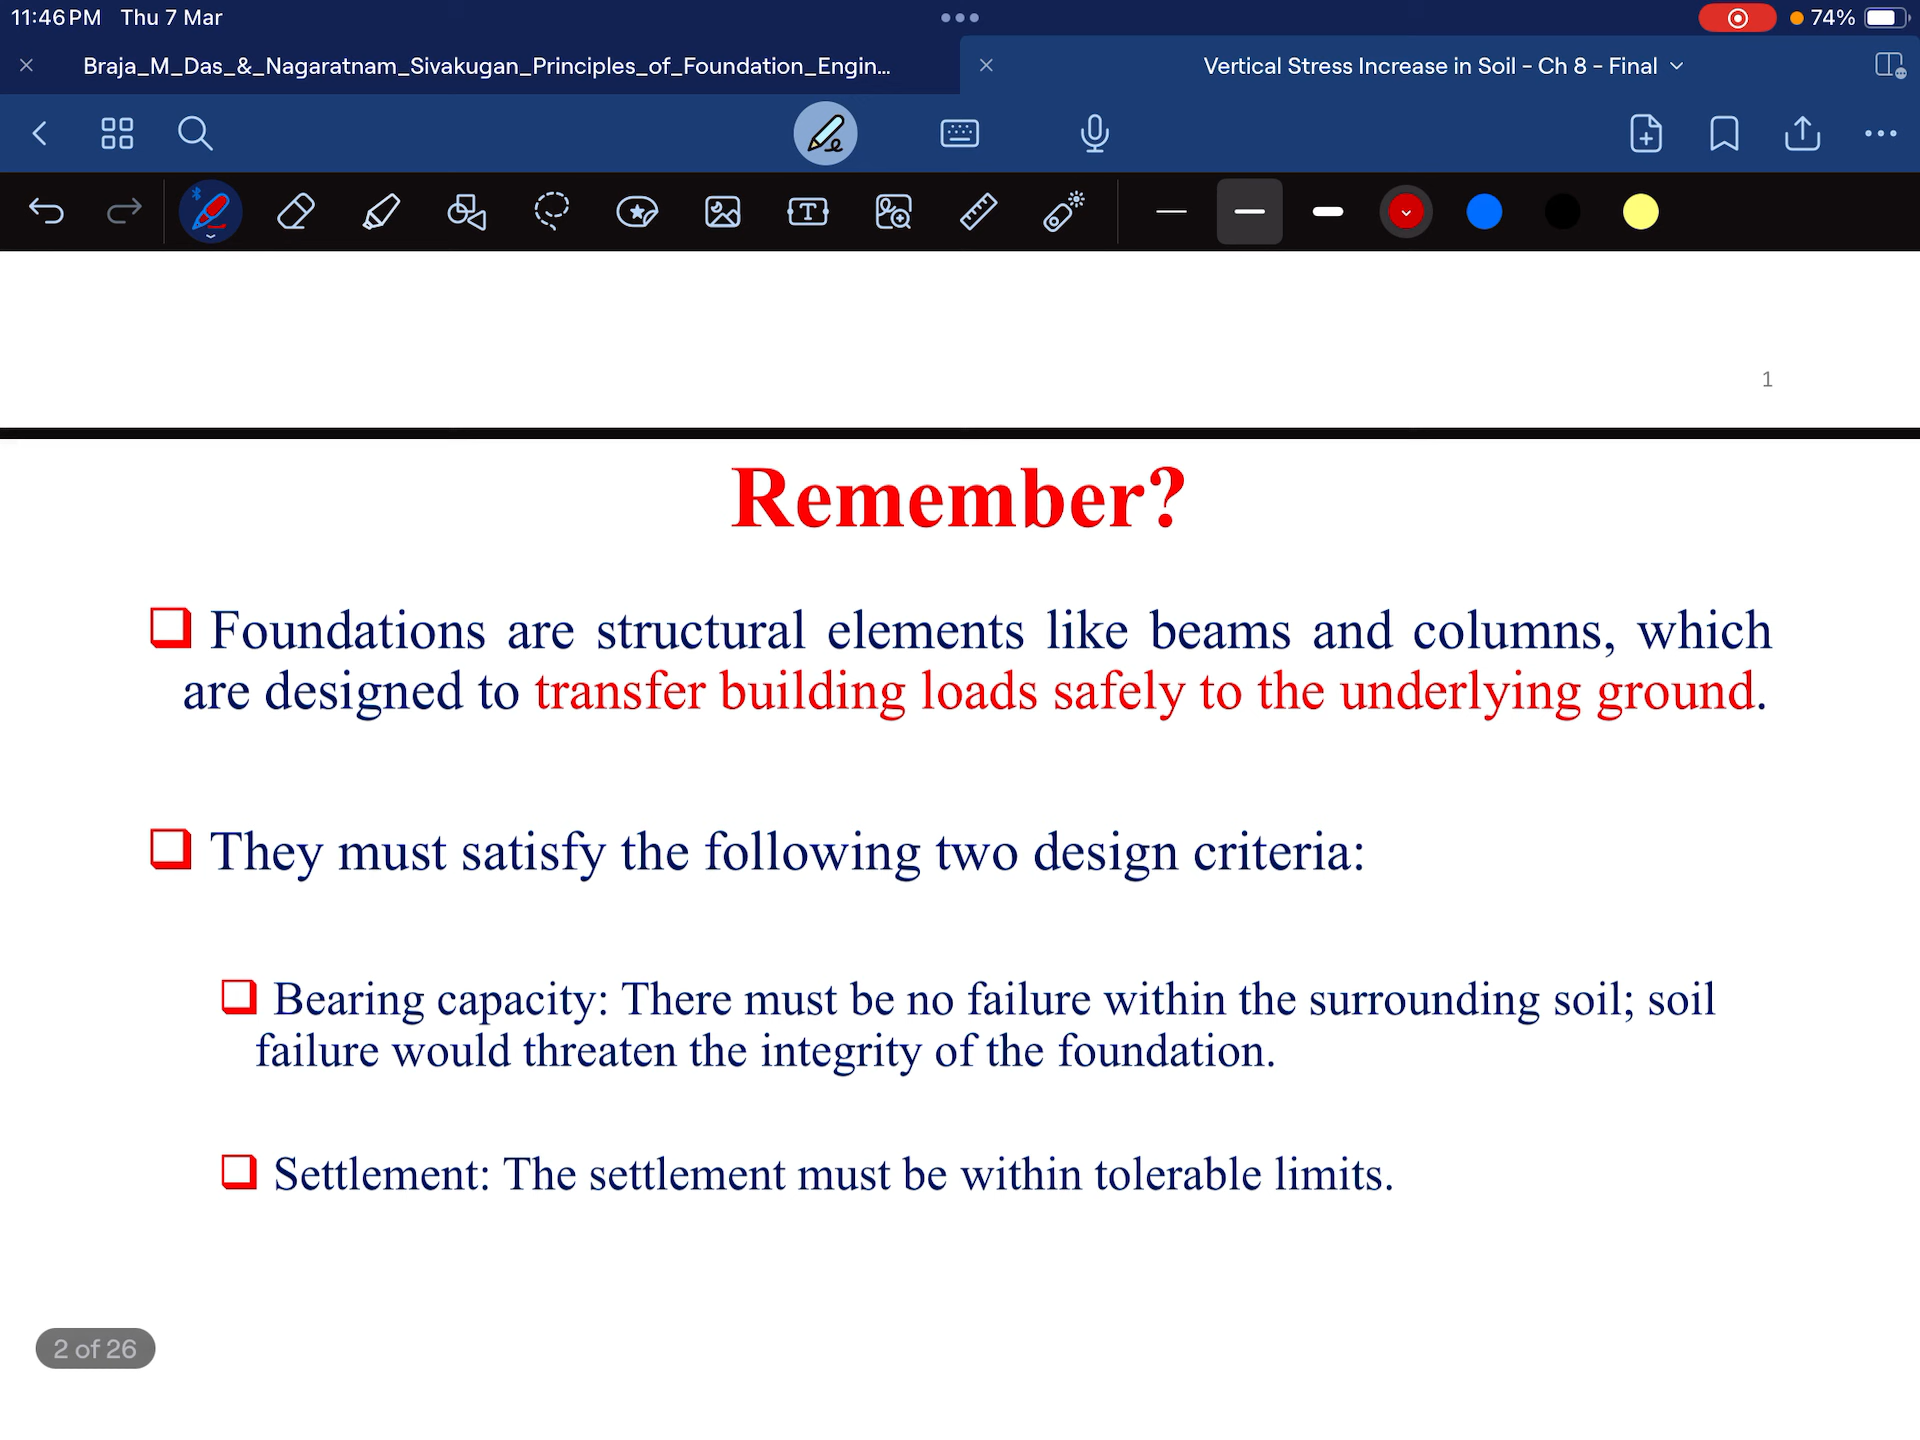 11:46 PM Thu 7 Mar
74%
Braja_M_Das_&_Nagaratnam_Sivakugan_Principles_of_Foundation_Engin...
Vertical Stress Increase in Soil - Ch 8 - Final
1
Remember?
Foundations are structural elements like beams and columns, which
are designed to transfer building loads safely to the underlying ground.
They must satisfy the following two design criteria:
Bearing capacity: There must be no failure within the surrounding soil; soil
failure would threaten the integrity of the foundation.
Settlement: The settlement must be within tolerable limits.
2 of 26